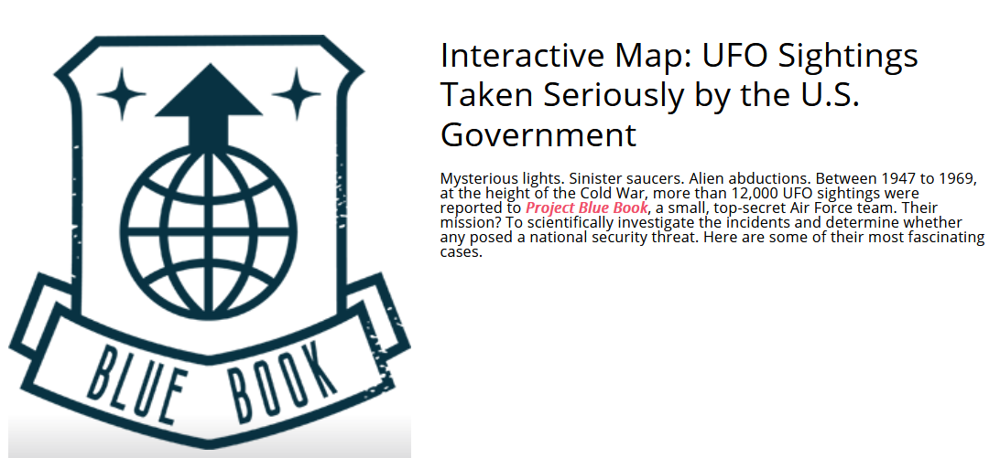 BLUE BOOK
Interactive Map: UFO Sightings
Taken Seriously by the U.S.
Government
Mysterious lights. Sinister saucers. Alien abductions. Between 1947 to 1969,
at the height of the Cold War, more than 12,000 UFO sightings were
reported to Project Blue Book, a small, top-secret Air Force team. Their
mission? To scientifically investigate the incidents and determine whether
any posed a national security threat. Here are some of their most fascinating
cases.